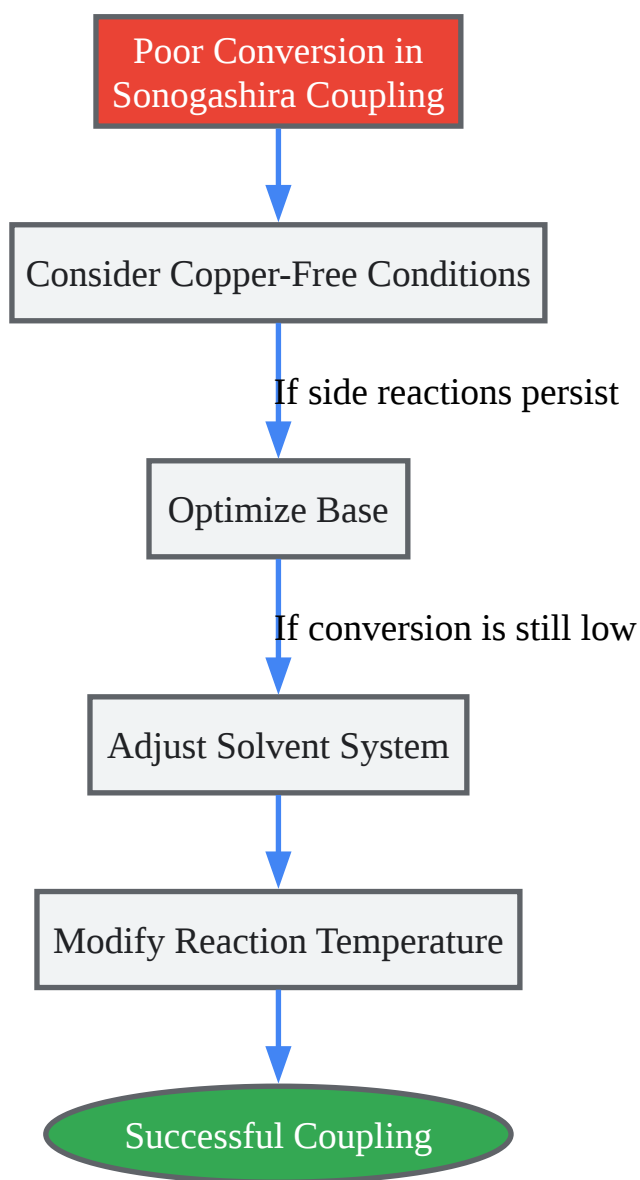 Poor Conversion in
Sonogashira Coupling
Consider Copper-Free Conditions
If side reactions persist
Optimize Base
If conversion is still low
Adjust Solvent System
Modify Reaction Temperature
Successful Coupling